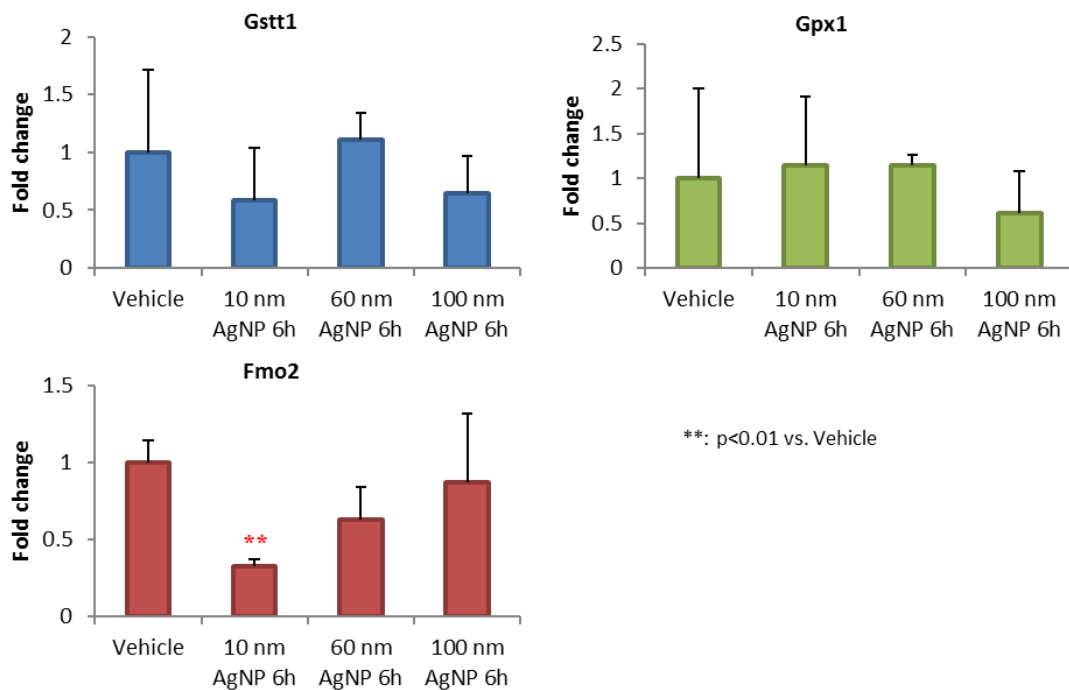 Gstt1
Fold change
2
1.5
1
0.5
0
Vehicle
10 nm
AgNP 6h
60 nm
AgNP 6h
100 nm
AgNP 6h
Gpx1
Fold change
2.5
2
1.5
1
0.5
0
Vehicle
10 nm
AgNP 6h
60 nm
AgNP 6h
100 nm
AgNP 6h
Fmo2
Fold change
1.5
1
0.5
0
**
Vehicle
10 nm
AgNP 6h
60 nm
AgNP 6h
100 nm
AgNP 6h
**: p<0.01 vs. Vehicle